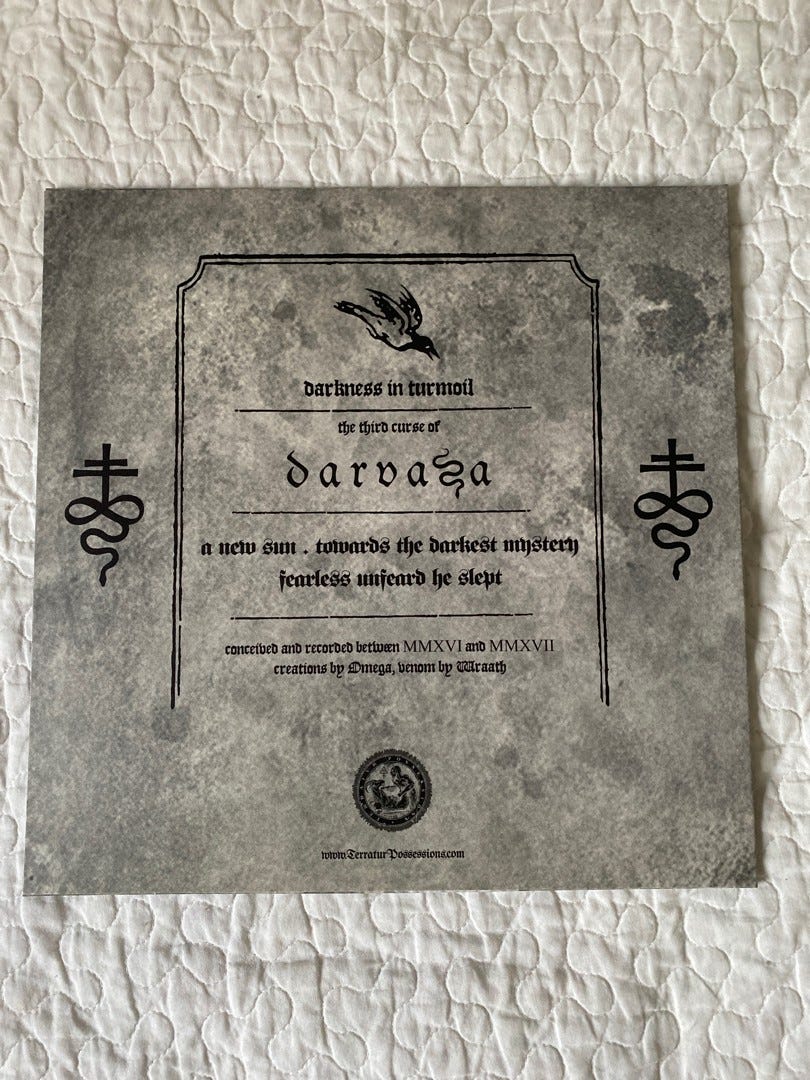 darkness in turmoil
the third curse of
darvaza
a new sun . towards the darkest mystery
fearless unfeard he slept
conceived and recorded between MMXVI and MMXVII
creations by Omega, venom by Wraath
www.TerraturPossessions.com